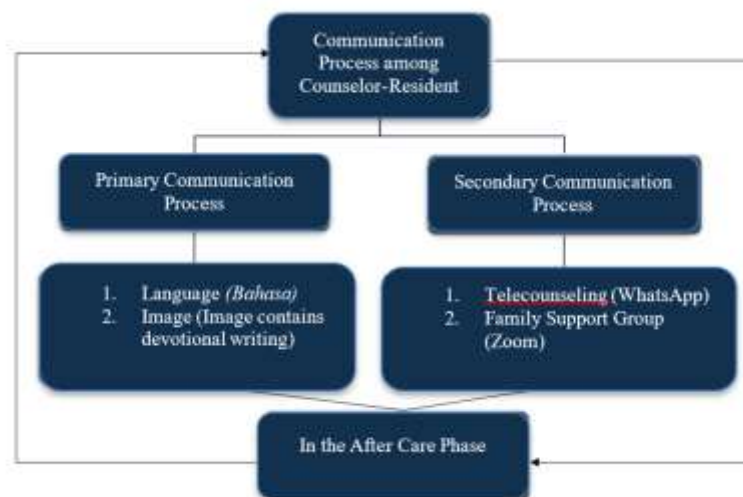 Communication
Process among
Counselor-Resident
Primary Communication
Process
Secondary Communication
Process
1. Language (Bahasa)
2. Image (Image contains
devotional writing)
1. Telecounseling (WhatsApp)
2. Family Support Group
(Zoom)
In the After Care Phase